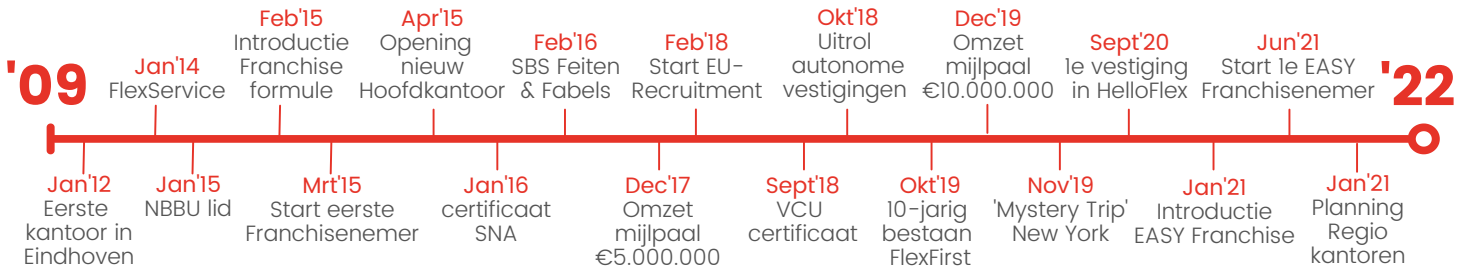 '09
Jan'14
FlexService
Feb'15
Introductie
Franchise
formule
Apr'15
Opening
nieuw
Hoofdkantoor
Feb'16
SBS Feiten
& Fabels
Feb'18
Start EU-
Recruitment
Okt'18
Uitrol
autonome
vestigingen
Dec'19
Omzet
mijlpaal
€10.000.000
Sept'20
1e vestiging
in HelloFlex
Jun'21
Start 1e EASY
Franchisenemer
'22
Jan'12
Eerste
kantoor in
Eindhoven
Jan'15
NBBU lid
Mrt'15
Start eerste
Franchisenemer
Jan'16
certificaat
SNA
Dec'17
Omzet
mijlpaal
€5.000.000
Sept'18
VCU
certificaat
Okt'19
10-jarig
bestaan
FlexFirst
Nov'19
'Mystery Trip'
New York
Jan'21
Introductie
EASY Franchise
Jan'21
Planning
Regio
kantoren